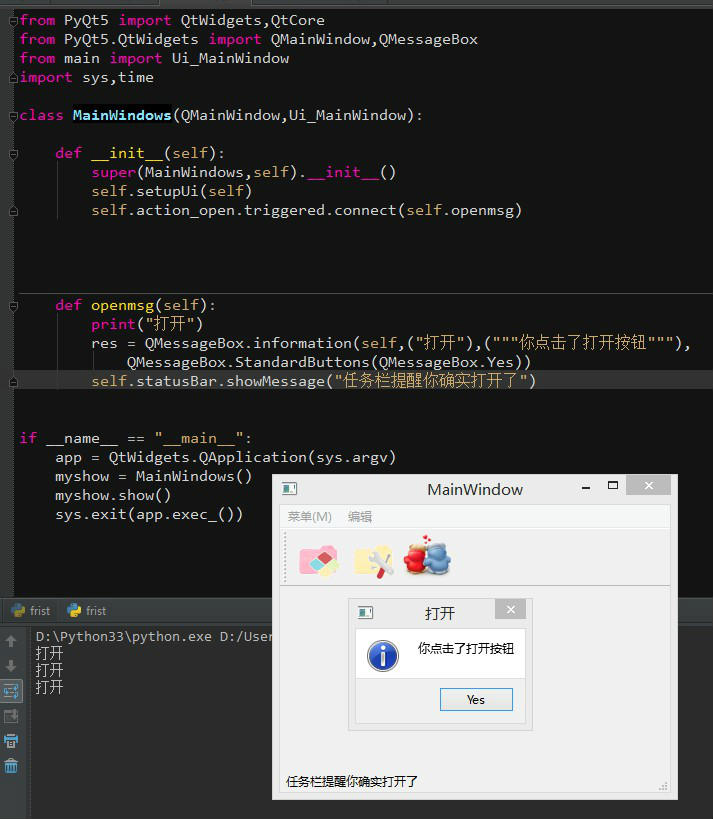 from PyQt5 import QtWidgets,QtCore
from PyQt5.QtWidgets import QMainWindow,QMessageBox
from main import Ui_MainWindow
import sys,time
class MainWindows(QMainWindow,Ui_MainWindow):
def __init__(self):
super(MainWindows,self).__init__()
self.setupUi(self)
self.action_open.triggered.connect(self.openmsg)
def openmsg(self):
print("打开")
res = QMessageBox.information(self,("打开"),("""你点击了打开按钮"""),
QMessageBox.StandardButtons(QMessageBox.Yes))
self.statusBar.showMessage("任务栏提醒你确实打开了")
if __name__ == "__main__":
app = QtWidgets.QApplication(sys.argv)
myshow = MainWindows()
myshow.show()
sys.exit(app.exec_())
MainWindow
菜单(M) 编辑
打开
你点击了打开按钮
Yes
任务栏提醒你确实打开了
frist frist
D:\Python33\python.exe D:/User
打开
打开
打开